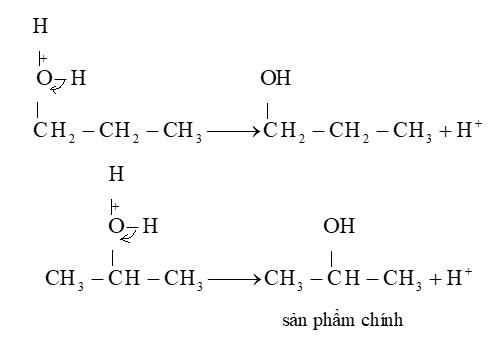 H
+
O – H
CH₂ – CH₂ – CH₃ ⟶ CH₂ – CH₂ – CH₃ + H⁺
OH
H
+
O – H
CH₃ – CH – CH₃ ⟶ CH₃ – CH – CH₃ + H⁺
OH
sản phẩm chính